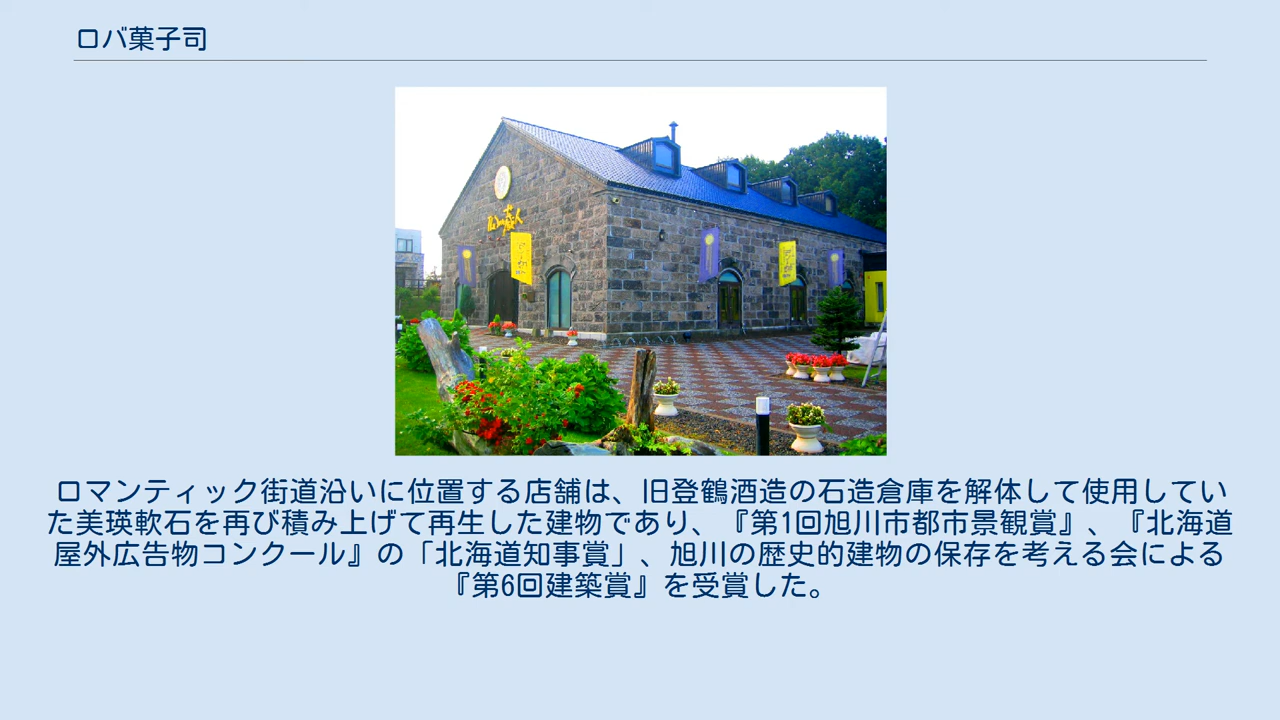 ロバ菓子司
ロマンティック街道沿いに位置する店舗は、旧登鶴酒造の石造倉庫を解体して使用してい
た美瑛軟石を再び積み上げて再生した建物であり、『第1回旭川市都市景観賞』、『北海道
屋外広告物コンクール』の「北海道知事賞」、旭川の歴史的建物の保存を考える会による
『第6回建築賞』を受賞した。